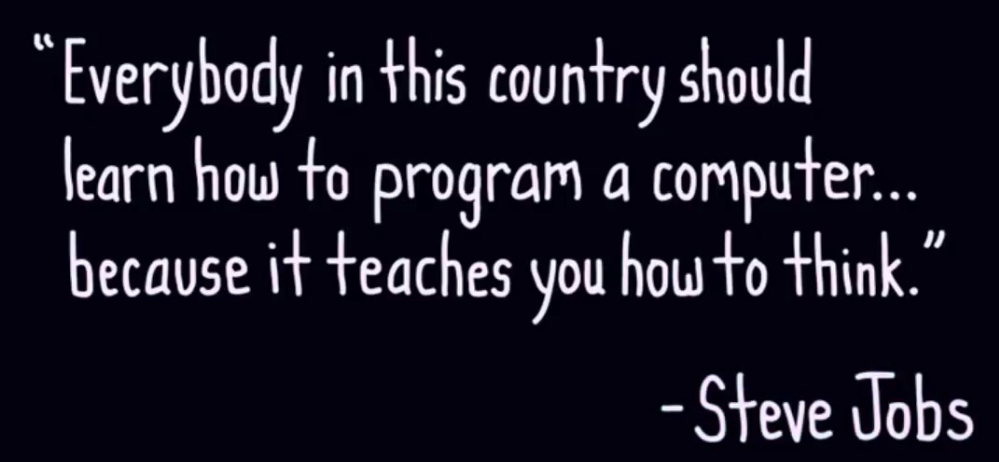 “Everybody in this country should
learn how to program a computer...
because it teaches you how to think.”
-Steve Jobs